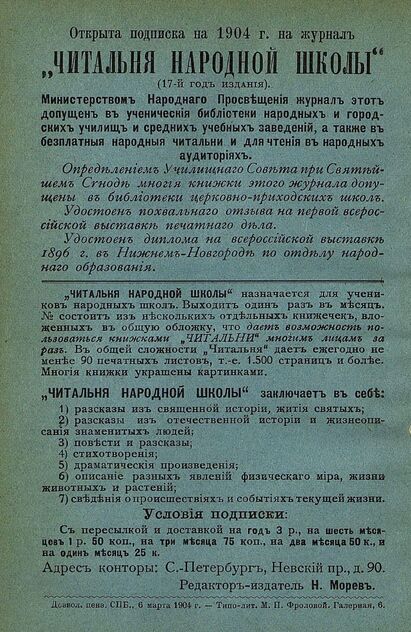 Открыта подписка на 1904 г. на журналъ
„ЧИТАЛЬНЯ НАРОДНОЙ ШКОЛЫ“
(17-й годъ изданія).
Министерствомъ Народнаго Просвѣщенія журналъ этотъ
допущенъ въ ученическія библіотеки народныхъ и город-
скихъ училищъ и среднихъ учебныхъ заведеній, а также въ
безплатныя народныя читальни и для чтенія въ народныхъ
аудиторіяхъ.
Опредѣленіемъ Училищнаго Совѣта при Святѣй-
шемъ Сѵнодѣ многія книжки этого журнала допу-
щены въ библіотеки церковно-приходскихъ школъ.
Удостоенъ похвальнаго отзыва на первой всерос-
сійской выставкѣ печатнаго дѣла.
Удостоенъ диплома на всероссійской выставкѣ
1896 г. въ Нижнемъ-Новгородѣ по отдѣлу народ-
наго образованія.
„ЧИТАЛЬНЯ НАРОДНОЙ ШКОЛЫ“ назначается для учени-
ковъ народныхъ школъ. Выходитъ одинъ разъ въ мѣсяцъ.
№ состоитъ изъ нѣсколькихъ отдѣльныхъ книжечекъ, в-
ложенныхъ въ общую обложку, что даетъ возможность по-
льзоваться книжками „ЧИТАЛЬНИ“ многимъ лицамъ за
разъ. Въ общей сложности „Читальня“ даетъ ежегодно не
менѣе 90 печатныхъ листовъ, т.-е. 1.500 страницъ и болѣе.
Многія книжки украшены картинками.
„ЧИТАЛЬНЯ НАРОДНОЙ ШКОЛЫ“ заключаетъ въ себѣ:
1) разсказы изъ священной исторіи, житія святыхъ;
2) разсказы изъ отечественной исторіи и жизнеопи-
санія знаменитыхъ людей;
3) повѣсти и разсказы;
4) стихотворенія;
5) драматическія произведенія;
6) описаніе разныхъ явленій физическаго міра, жизни
животныхъ и растеній;
7) свѣдѣнія о происшествіяхъ и событіяхъ текущей жизни.
Условія подписки:
Съ пересылкой и доставкой на годъ 3 р., на шесть мѣся-
цевъ 1 р. 50 коп., на три мѣсяца 75 коп., на два мѣсяца 50 к., и
на одинъ мѣсяцъ 25 к.
Адресъ конторы: С.-Петербургъ, Невскій пр., д. 90.
Редакторъ-издатель Н. Моревъ.
Дозвол. ценз. СПБ., 6 марта 1904 г. — Типо-лит. М. П. Фроловой. Галерная, 6.